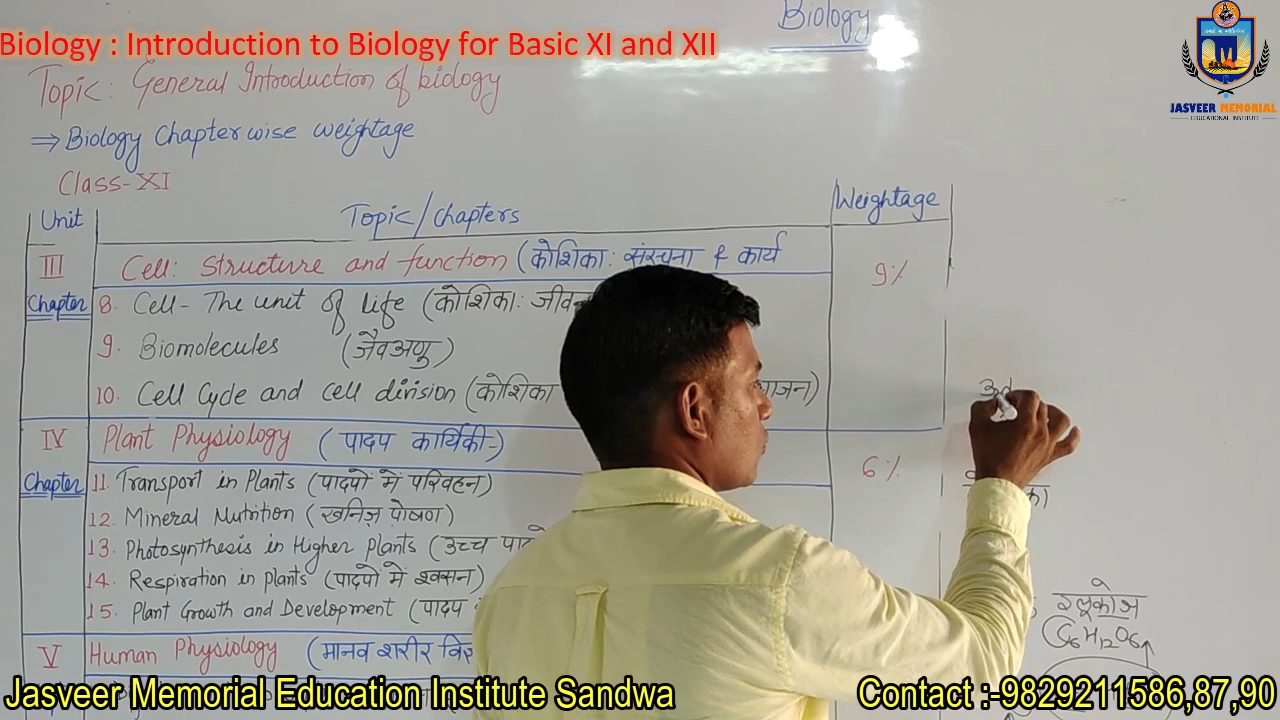 Biology
Biology : Introduction to Biology for Basic XI and XII
JASVEER MEMORIAL
EDUCATIONAL INSTITUTE
Topic: General Introduction of biology
⇒ Biology Chapterwise weightage
Class-XI
Unit Topic/chapters Weightage
III Cell: Structure and function (कोशिका: संरचना & कार्य 9%
Chapter 8. Cell- The unit of life (कोशिका: जीवन
9. Biomolecules (जैवअणु)
10. Cell Cycle and cell division (कोशिका
IV Plant Physiology (पादप कार्यिकी-) 6%
Chapter 11. Transport in Plants (पादपों में परिवहन)
12. Mineral Nutrition (खनिज़ पोषण)
13. Photosynthesis in Higher Plants (उच्च
14. Respiration in plants (पादपों में श्वसन)
15. Plant Growth and Development (पादप
ग्लूकोज
C6H12O6
V Human Physiology (मानव शरीर
Jasveer Memorial Education Institute Sandwa Contact :-9829211586,87,90